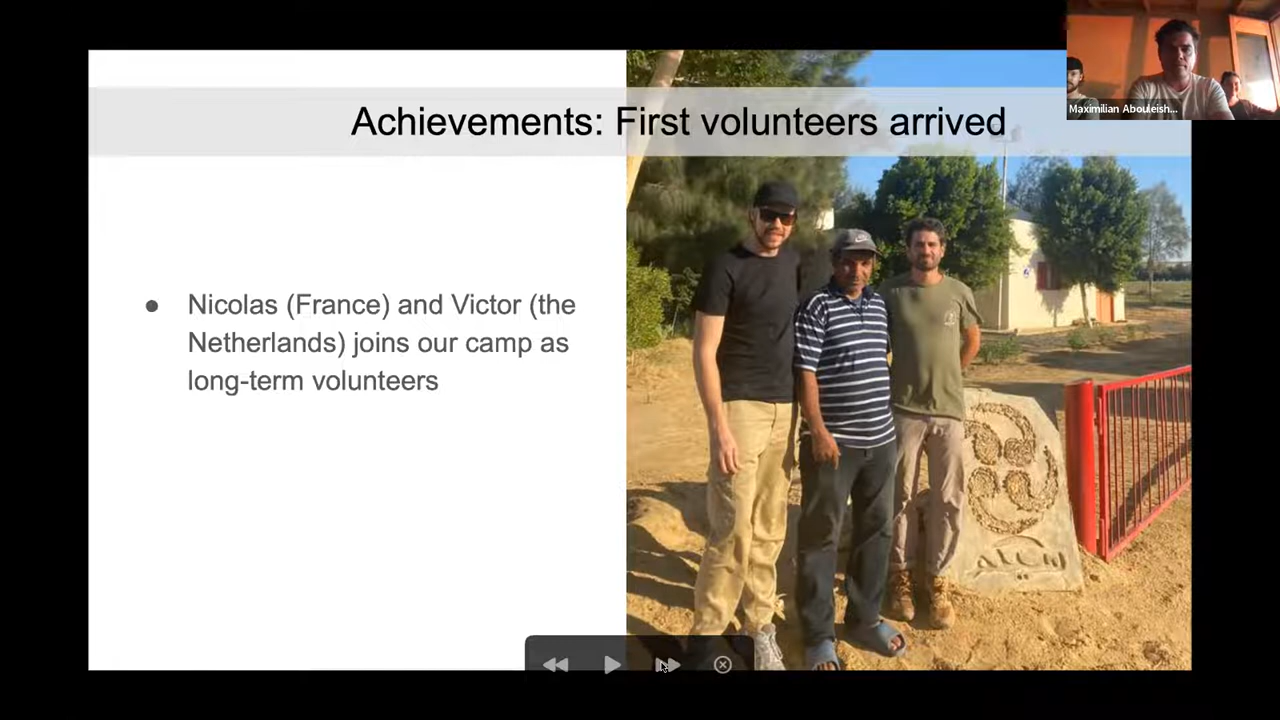 Achievements: First volunteers arrived
Maximilian Abouleish...
● Nicolas (France) and Victor (the
Netherlands) joins our camp as
long-term volunteers